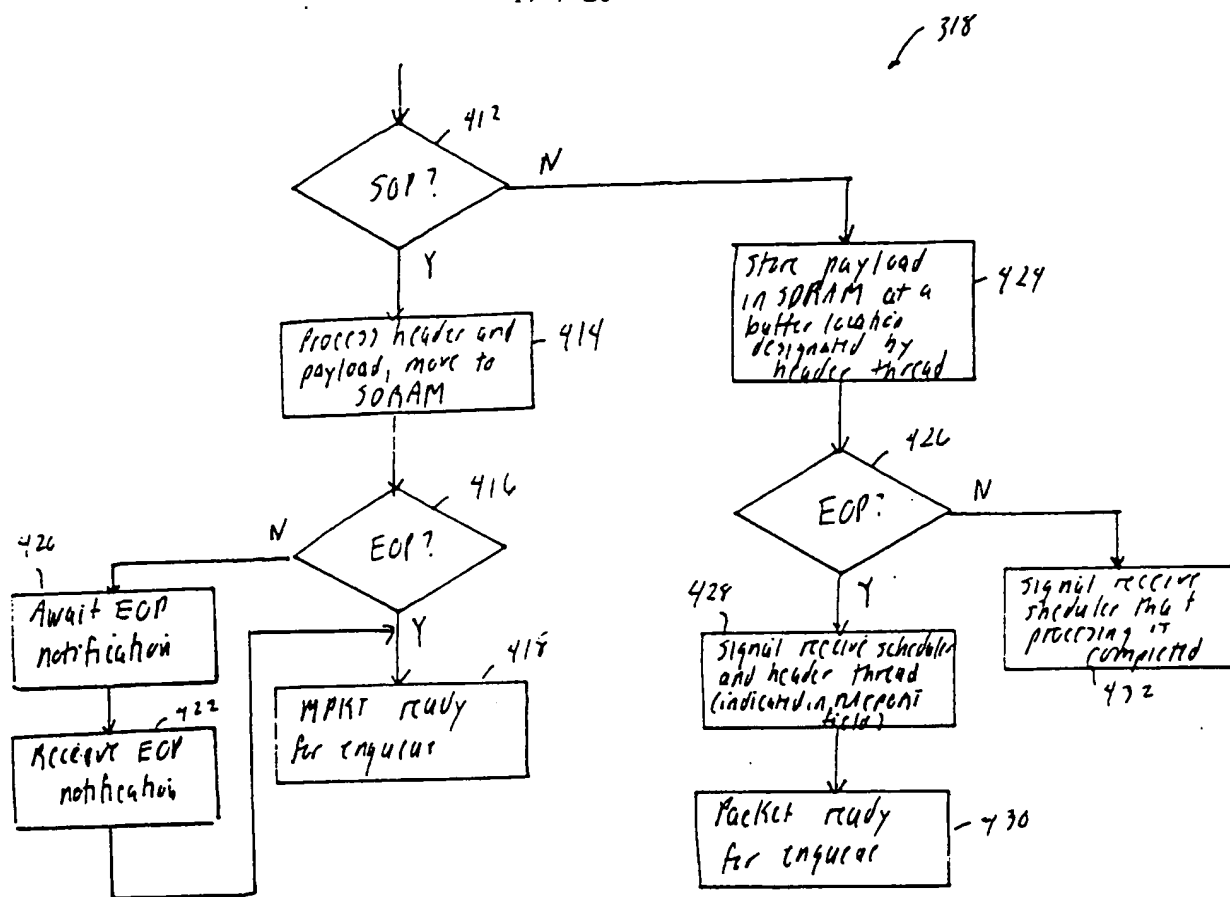 318
412
SOP?
N
Y
Process header and
payload, move to
SDRAM
414
416
EOP?
N
Y
420
Await EOP
notification
422
Receive EOP
notification
418
MPKT ready
for enqueue
Store payload
in SDRAM at a
buffer location
designated by
header thread
424
426
EOP?
N
Y
428
Signal receive scheduler
and header thread
(indicated in
field)
Signal receive
sheduler that
processing is
completed
432
Packet ready
for enqueue
430